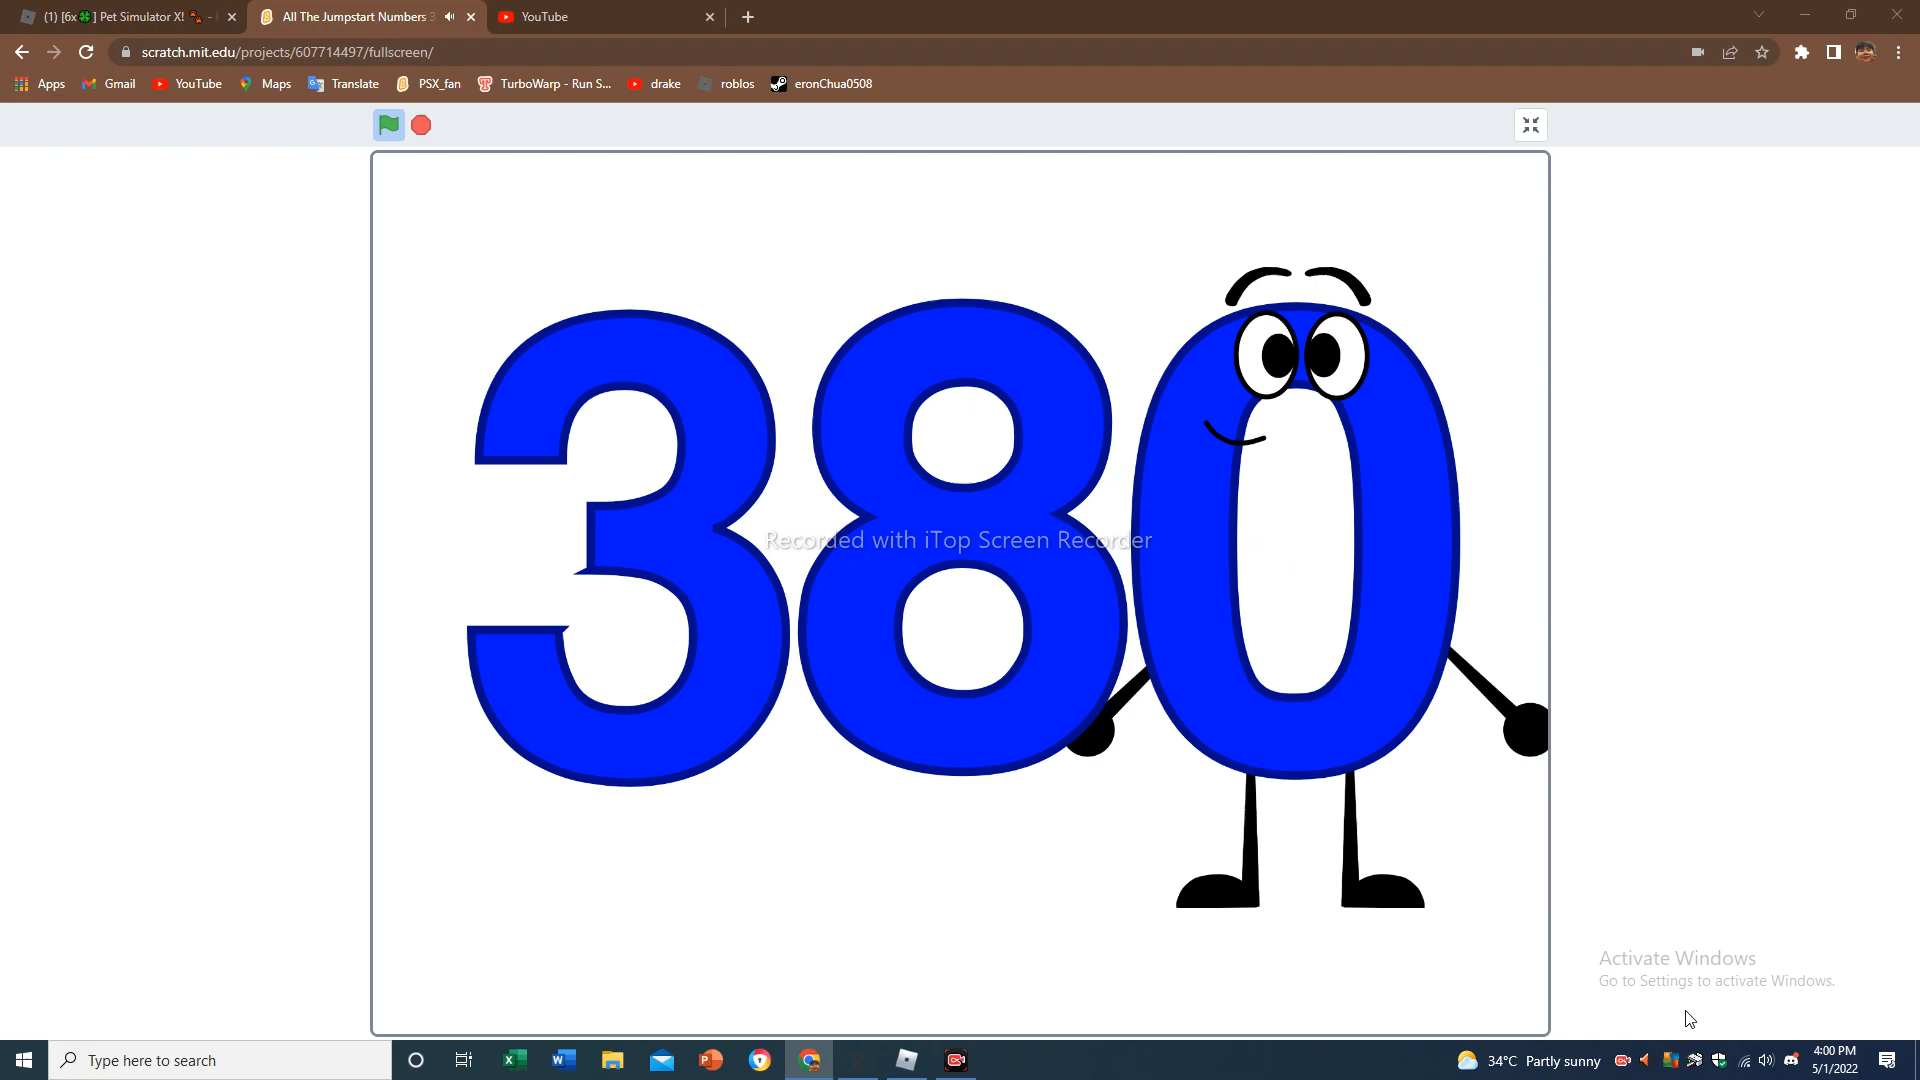 (1) [6x🍀] Pet Simulator X! 🐾 -
All The Jumpstart Numbers 3
YouTube
scratch.mit.edu/projects/607714497/fullscreen/
Apps
Gmail
YouTube
Maps
Translate
PSX_fan
TurboWarp - Run S...
drake
roblos
eronChua0508
380
Recorded with iTop Screen Recorder
Activate Windows
Go to Settings to activate Windows.
Type here to search
34°C Partly sunny
4:00 PM
5/1/2022